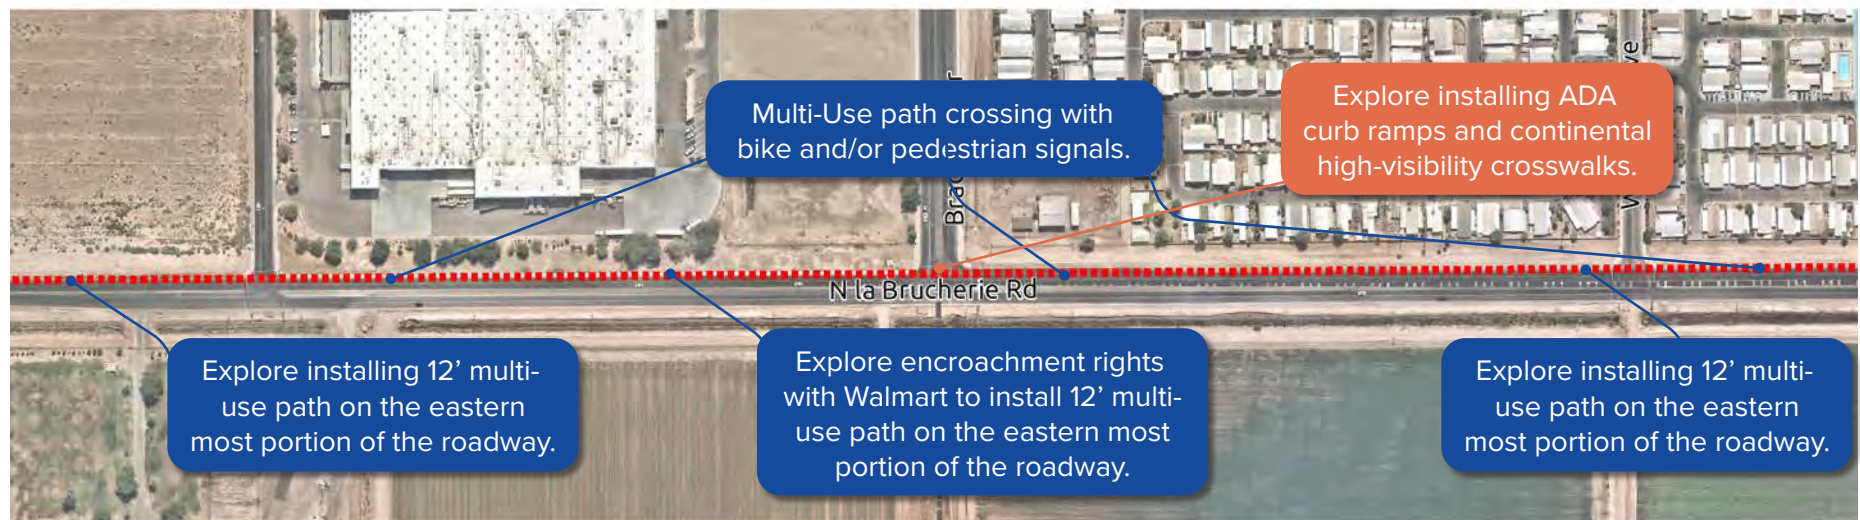 Multi-Use path crossing with
bike and/or pedestrian signals.
Explore installing ADA
curb ramps and continental
high-visibility crosswalks.
N la Brucherie Rd
Explore installing 12’ multi-
use path on the eastern
most portion of the roadway.
Explore encroachment rights
with Walmart to install 12’ multi-
use path on the eastern most
portion of the roadway.
Explore installing 12’ multi-
use path on the eastern
most portion of the roadway.